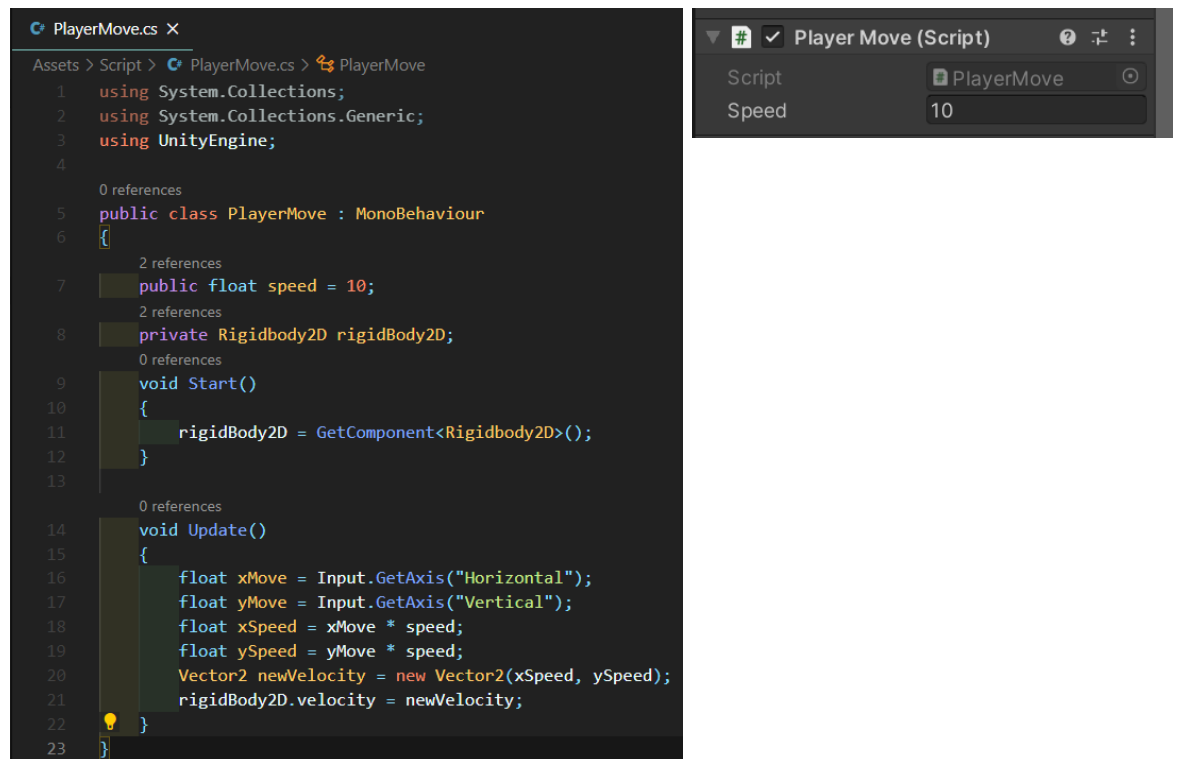 PlayerMove.cs
Assets > Script > PlayerMove.cs > PlayerMove
1 using System.Collections;
2 using System.Collections.Generic;
3 using UnityEngine;
4
0 references
5 public class PlayerMove : MonoBehaviour
6 {
2 references
7 public float speed = 10;
2 references
8 private Rigidbody2D rigidBody2D;
0 references
9 void Start()
10 {
11 rigidBody2D = GetComponent<Rigidbody2D>();
12 }
13
0 references
14 void Update()
15 {
16 float xMove = Input.GetAxis("Horizontal");
17 float yMove = Input.GetAxis("Vertical");
18 float xSpeed = xMove * speed;
19 float ySpeed = yMove * speed;
20 Vector2 newVelocity = new Vector2(xSpeed, ySpeed);
21 rigidBody2D.velocity = newVelocity;
22 }
23 }
Player Move (Script)
Script PlayerMove
Speed 10